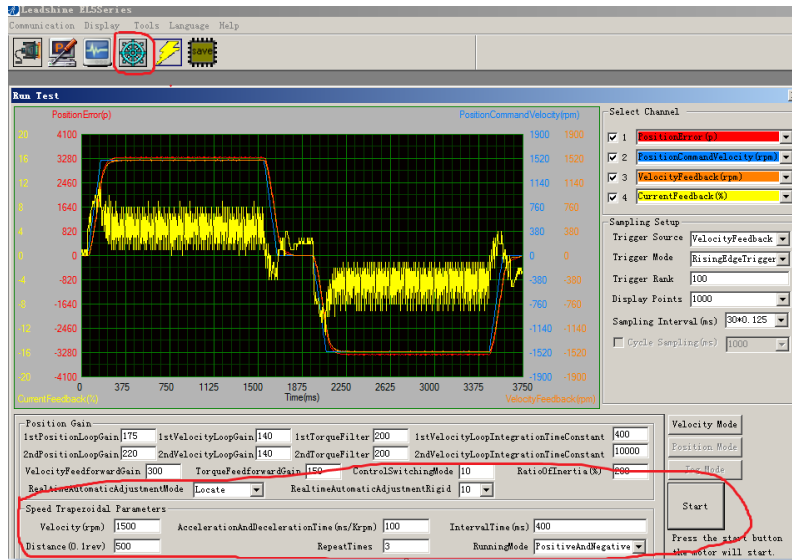 Leadshine ELSSeries
Communication Display Tools Language Help
save
Run Test
PositionError(p) PositionCommandVelocity(rpm)
20 4100 1900 1900
16 3280 1520 1520
12 2460 1140 1140
8 1640 760 760
4 820 380 380
0 0 0 0
-4 -820 -380 -380
-8 -1640 -760 -760
-12 -2460 -1140 -1140
-16 -3280 -1520 -1520
-20 -4100 -1900 -1900
0 375 750 1125 1500 1875 2250 2625 3000 3375 3750
CurrentFeedback(%) Time(ms) VelocityFeedback(rpm)
Select Channel
1 PositionError(p)
2 PositionCommandVelocity(rpm)
3 VelocityFeedback(rpm)
4 CurrentFeedback(%)
Sampling Setup
Trigger Source VelocityFeedback
Trigger Mode RisingEdgeTrigger
Trigger Rank 100
Display Points 1000
Sampling Interval(ms) 30*0.125
Cycle Sampling(ms) 1000
Position Gain
1stPositionLoopGain 175 1stVelocityLoopGain 140 1stTorqueFilter 200 1stVelocityLoopIntegrationTimeConstant 400
2ndPositionLoopGain 220 2ndVelocityLoopGain 140 2ndTorqueFilter 200 2ndVelocityLoopIntegrationTimeConstant 10000
VelocityFeedforwardGain 300 TorqueFeedforwardGain 150 ControlSwitchingMode 10 RatioOfInertia(%) 200
RealtimeAutomaticAdjustmentMode Locate RealtimeAutomaticAdjustmentRigid 10
Speed Trapezoidal Parameters
Velocity(rpm) 1500 AccelerationAndDecelerationTime(ms/Krpm) 100 IntervalTime(ms) 400
Distance(0.1rev) 500 RepeatTimes 3 RunningMode PositiveAndNegative
Velocity Mode
Position Mode
Jog Mode
Start
Press the start button
the motor will start.